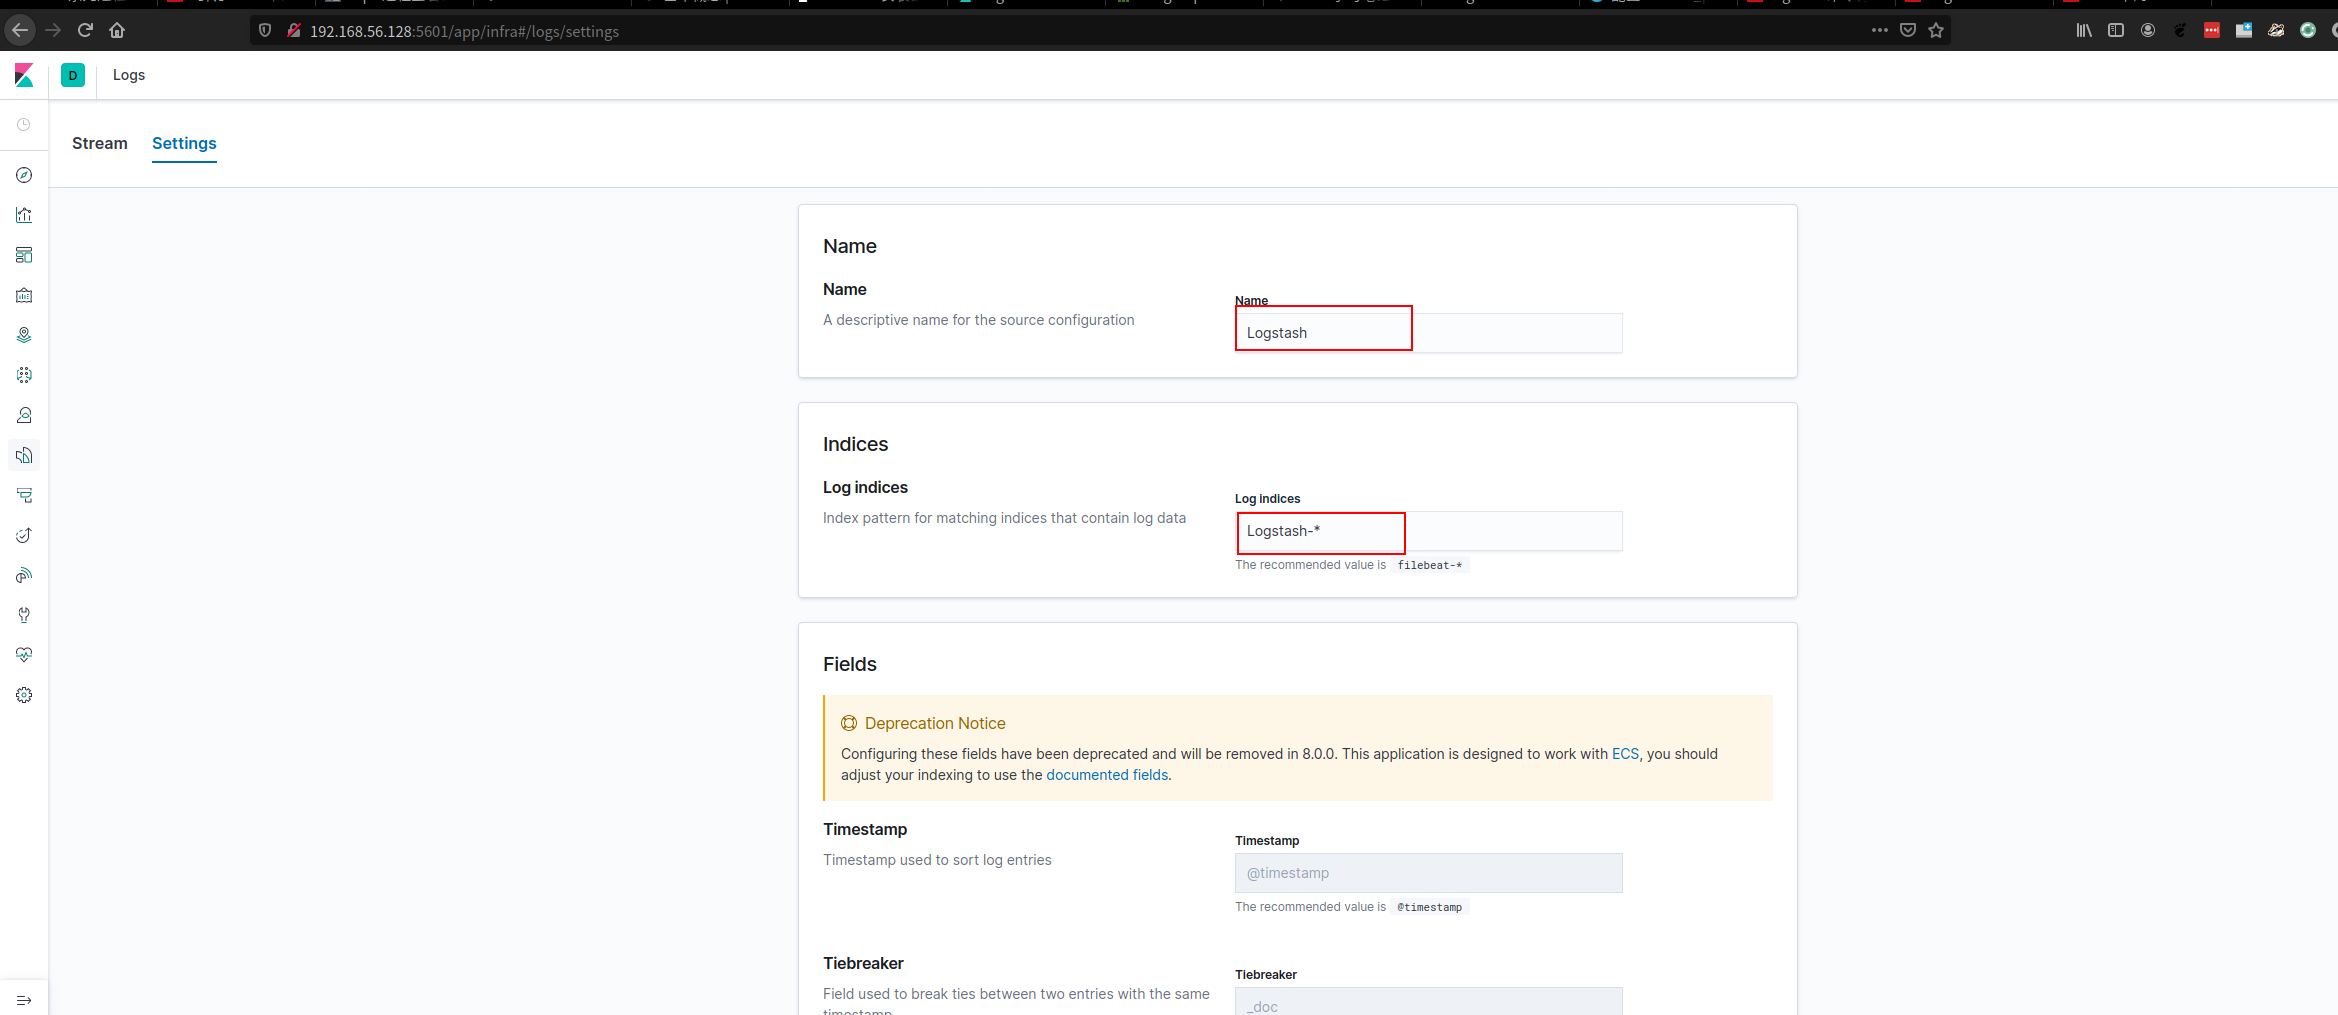 192.168.56.128:5601/app/infra#/logs/settings
D
Logs
Stream
Settings
Name
Name
A descriptive name for the source configuration
Name
Logstash
Indices
Log indices
Index pattern for matching indices that contain log data
Log indices
Logstash-*
The recommended value is filebeat-*
Fields
Deprecation Notice
Configuring these fields have been deprecated and will be removed in 8.0.0. This application is designed to work with ECS, you should
adjust your indexing to use the documented fields.
Timestamp
Timestamp used to sort log entries
Timestamp
@timestamp
The recommended value is @timestamp
Tiebreaker
Field used to break ties between two entries with the same
timestamp
Tiebreaker
_doc